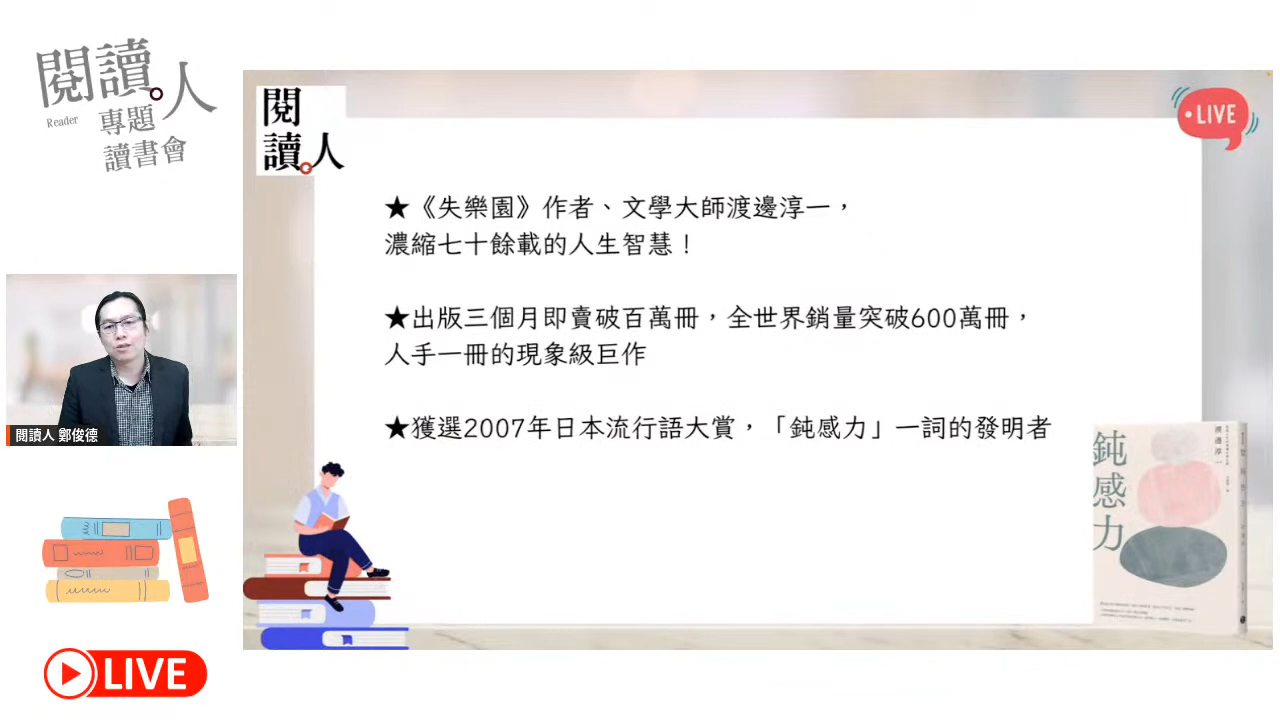 閱讀。人
Reader
專題
讀書會
閱讀人 鄭俊德
LIVE
閱
讀。人
LIVE
★《失樂園》作者、文學大師渡邊淳一，
濃縮七十餘載的人生智慧！
★出版三個月即賣破百萬冊，全世界銷量突破600萬冊，
人手一冊的現象級巨作
★獲選2007年日本流行語大賞，「鈍感力」一詞的發明者
鈍感力
渡邊淳一